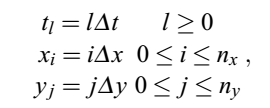 t_l = lΔt  l ≥ 0
x_i = iΔx  0 ≤ i ≤ n_x ,
y_j = jΔy  0 ≤ j ≤ n_y